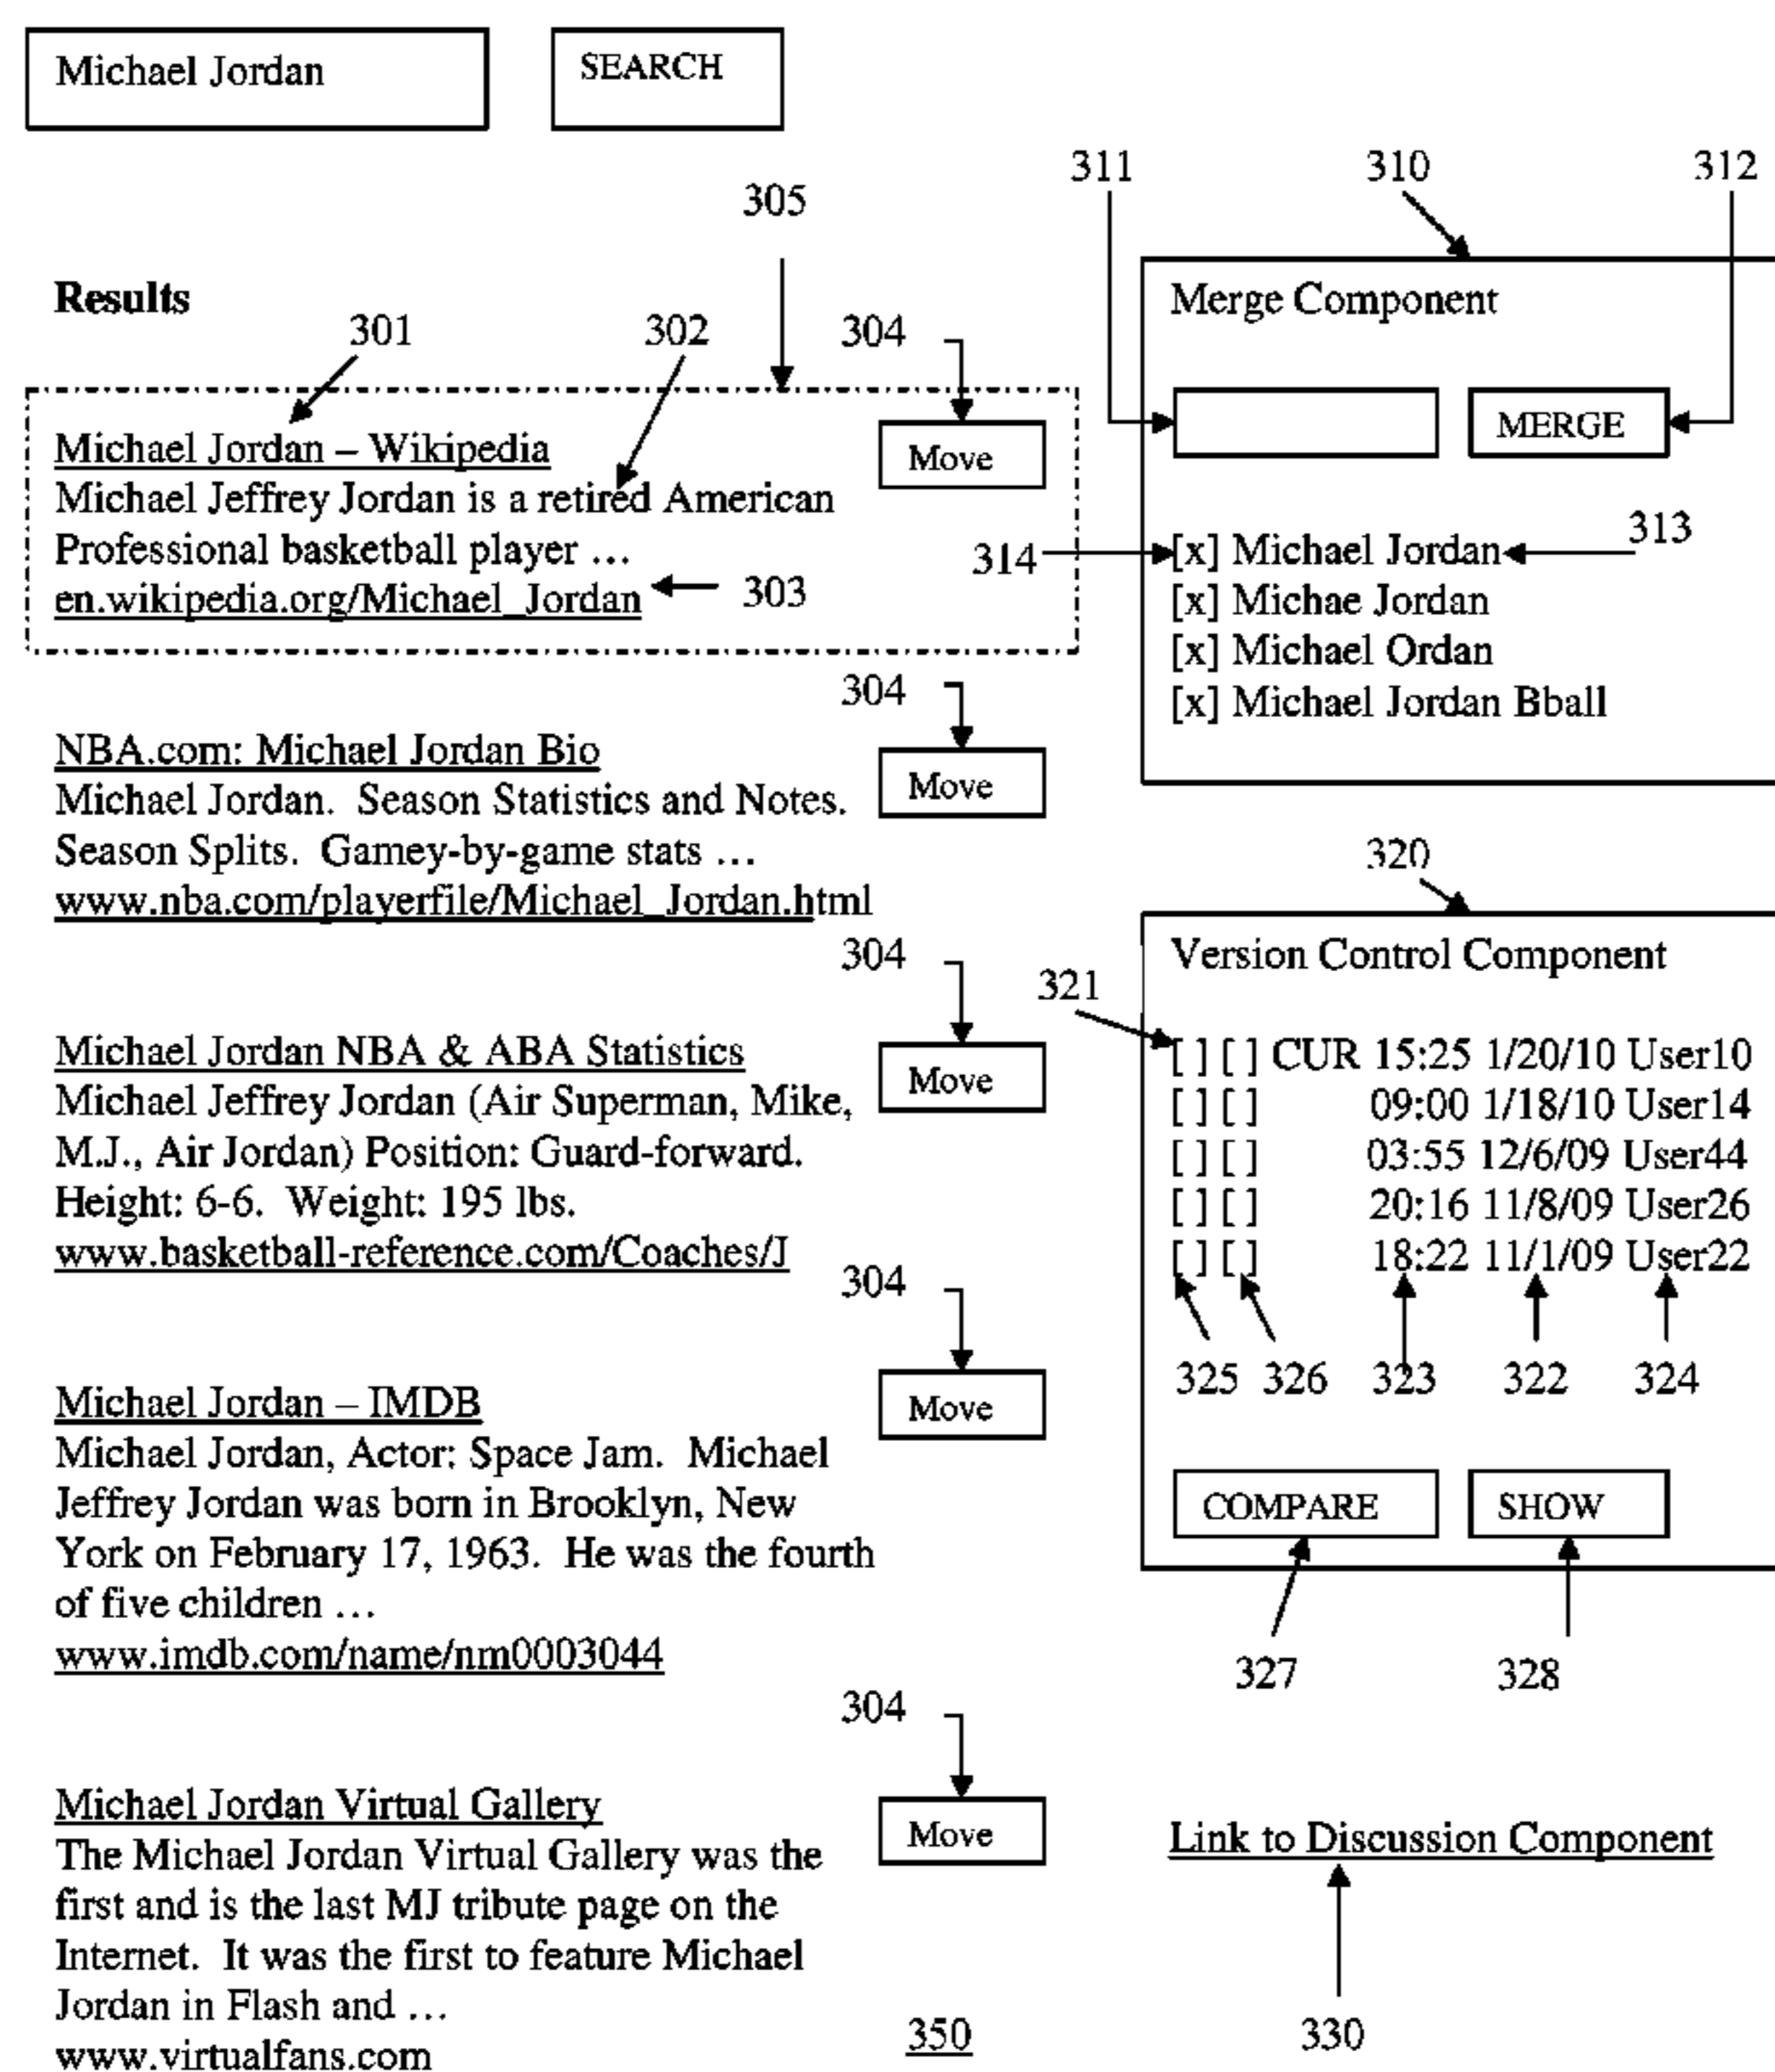 Michael Jordan
SEARCH
311
310
312
305
Results
301
302
304
Merge Component
Michael Jordan – Wikipedia
Michael Jeffrey Jordan is a retired American
Professional basketball player ...
en.wikipedia.org/Michael_Jordan
303
Move
MERGE
314
[x] Michael Jordan
313
[x] Michae Jordan
[x] Michael Ordan
[x] Michael Jordan Bball
304
NBA.com: Michael Jordan Bio
Michael Jordan.  Season Statistics and Notes.
Season Splits.  Gamey-by-game stats ...
www.nba.com/playerfile/Michael_Jordan.html
Move
320
Version Control Component
304
321
Michael Jordan NBA & ABA Statistics
Michael Jeffrey Jordan (Air Superman, Mike,
M.J., Air Jordan) Position: Guard-forward.
Height: 6-6.  Weight: 195 lbs.
www.basketball-reference.com/Coaches/J
Move
[ ] [ ] CUR 15:25 1/20/10 User10
[ ] [ ] 09:00 1/18/10 User14
[ ] [ ] 03:55 12/6/09 User44
[ ] [ ] 20:16 11/8/09 User26
[ ] [ ] 18:22 11/1/09 User22
325 326 323 322 324
304
Michael Jordan – IMDB
Michael Jordan, Actor: Space Jam.  Michael
Jeffrey Jordan was born in Brooklyn, New
York on February 17, 1963.  He was the fourth
of five children ...
www.imdb.com/name/nm0003044
Move
COMPARE
SHOW
327
328
304
Michael Jordan Virtual Gallery
The Michael Jordan Virtual Gallery was the
first and is the last MJ tribute page on the
Internet.  It was the first to feature Michael
Jordan in Flash and ...
www.virtualfans.com
Move
Link to Discussion Component
350
330